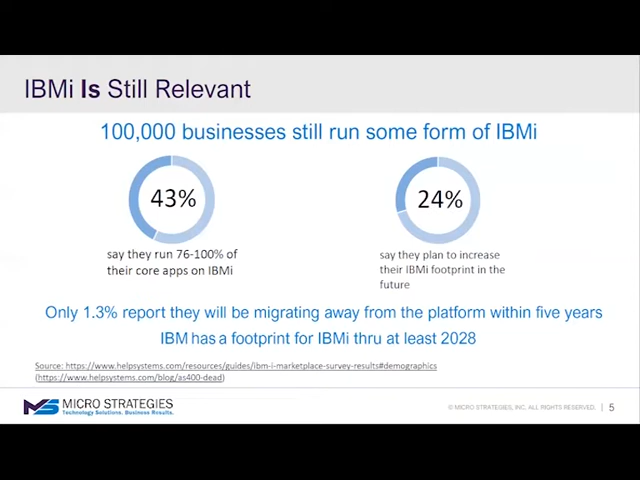 IBMi Is Still Relevant
100,000 businesses still run some form of IBMi
43%
say they run 76-100% of
their core apps on IBMi
24%
say they plan to increase
their IBMi footprint in the
future
Only 1.3% report they will be migrating away from the platform within five years
IBM has a footprint for IBMi thru at least 2028
Source: https://www.helpsystems.com/resources/guides/ibm-i-marketplace-survey-results#demographics
(https://www.helpsystems.com/blog/as400-dead)
MS MICRO STRATEGIES
Technology Solutions. Business Results.
© MICRO STRATEGIES, INC. ALL RIGHTS RESERVED. | 5